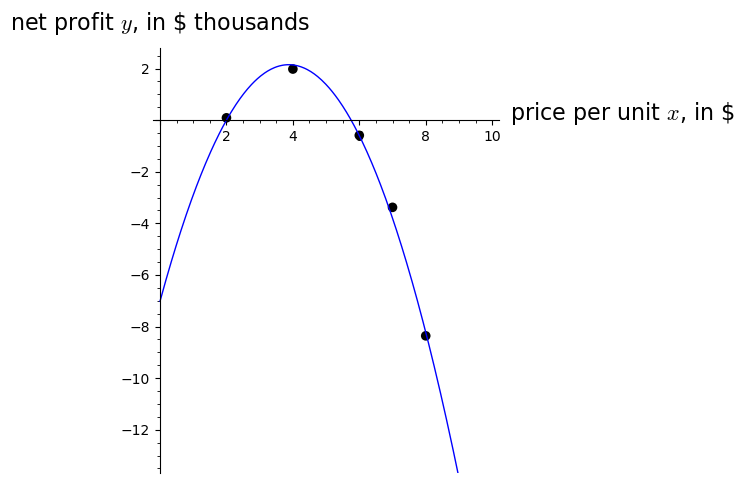 net profit y, in $ thousands
2
price per unit x, in $
2 4 6 8 10
−2
−4
−6
−8
−10
−12